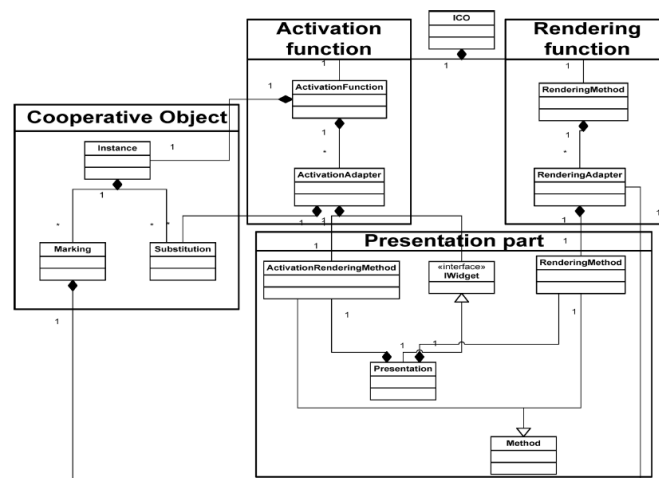 ICO
Activation
function
Rendering
function
1
1
1
ActivationFunction
RenderingMethod
1
1
Cooperative Object
1
1
Instance
1
*
*
ActivationAdapter
RenderingAdapter
1
*
*
1
1
1
Presentation part
1
1
Marking
Substitution
ActivationRenderingMethod
«interface»
IWidget
RenderingMethod
1
1
1
1
1
Presentation
Method